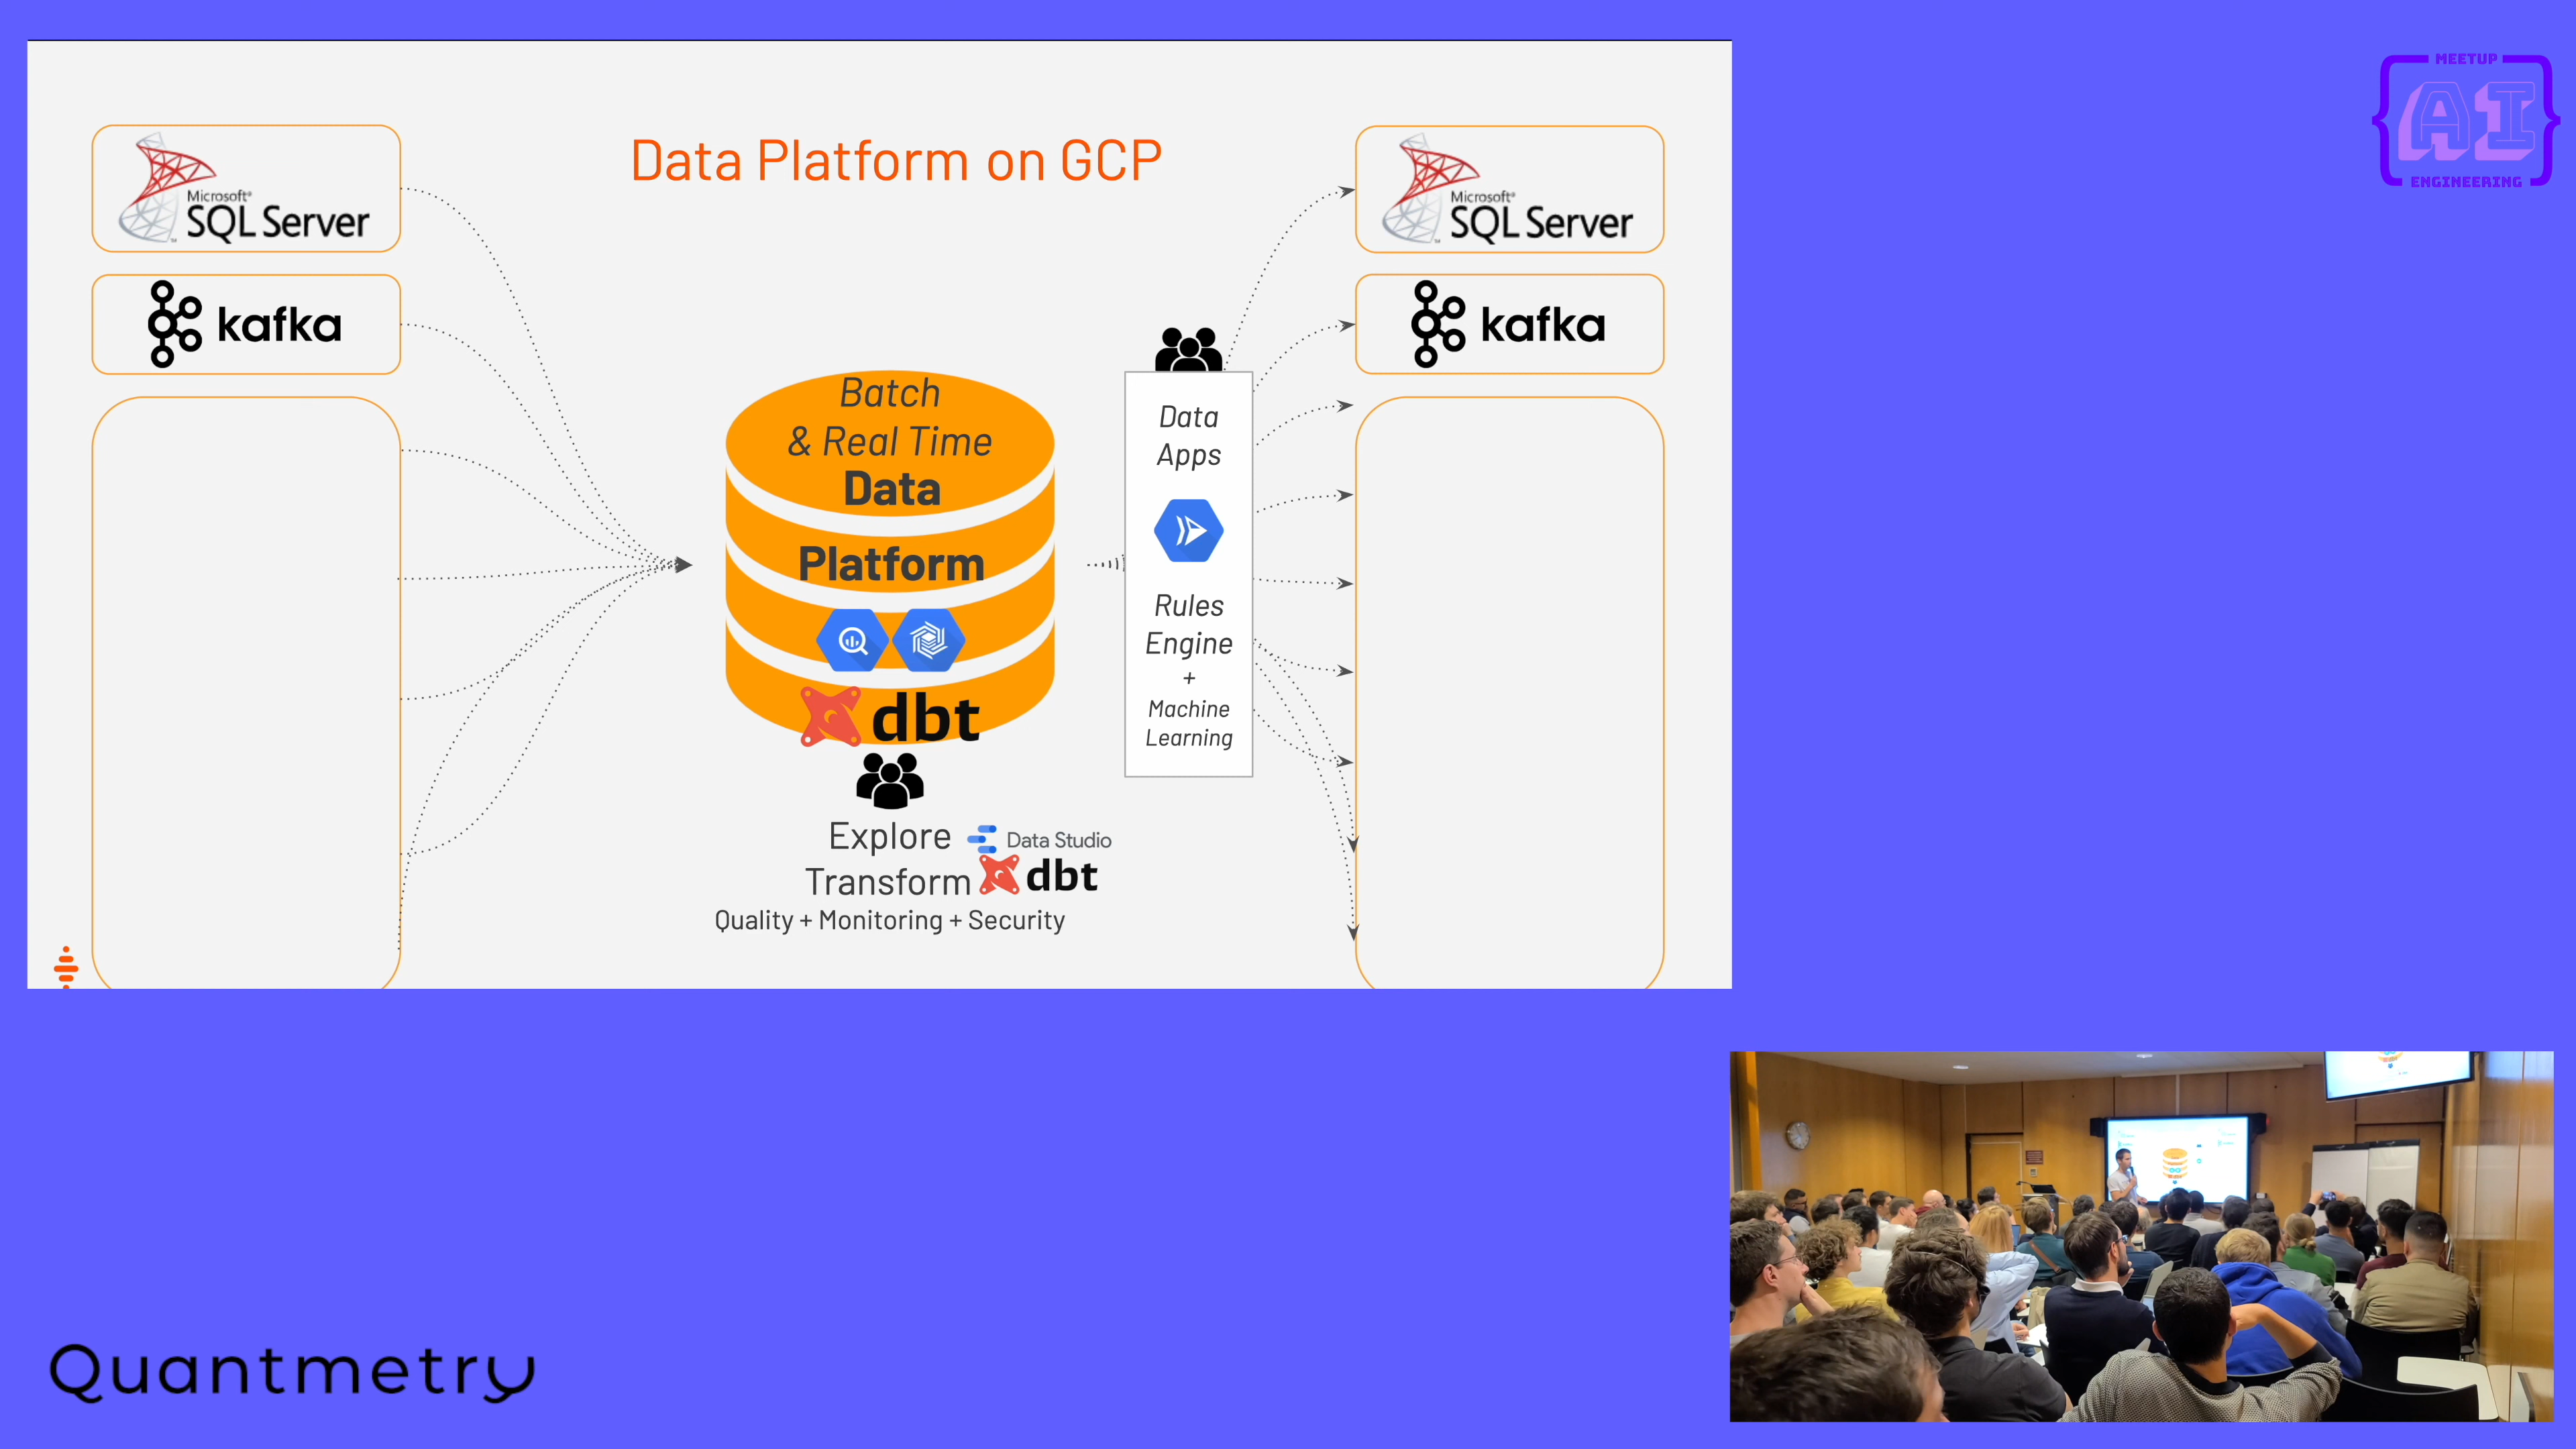 MEETUP
AI
ENGINEERING
Data Platform on GCP
Microsoft®
SQL Server
kafka
Batch
& Real Time
Data
Platform
dbt
Explore
Data Studio
Transform
dbt
Quality + Monitoring + Security
Data
Apps
Rules
Engine
+
Machine
Learning
Microsoft®
SQL Server
kafka
Quantmetry